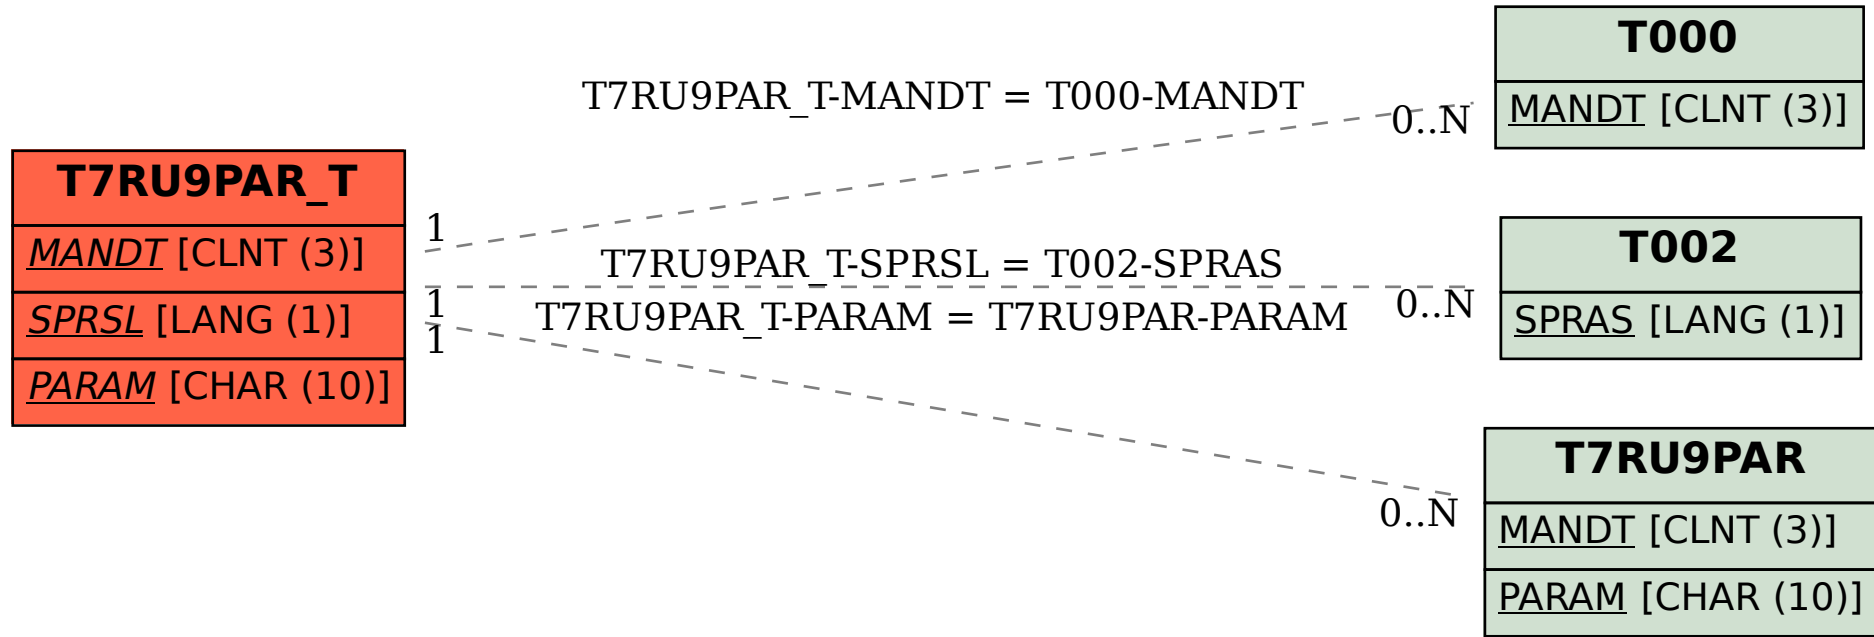 T7RU9PAR_T
MANDT [CLNT (3)]
SPRSL [LANG (1)]
PARAM [CHAR (10)]
T7RU9PAR_T-MANDT = T000-MANDT
1
0..N
T7RU9PAR_T-SPRSL = T002-SPRAS
1
0..N
T7RU9PAR_T-PARAM = T7RU9PAR-PARAM
1
0..N
T000
MANDT [CLNT (3)]
T002
SPRAS [LANG (1)]
T7RU9PAR
MANDT [CLNT (3)]
PARAM [CHAR (10)]